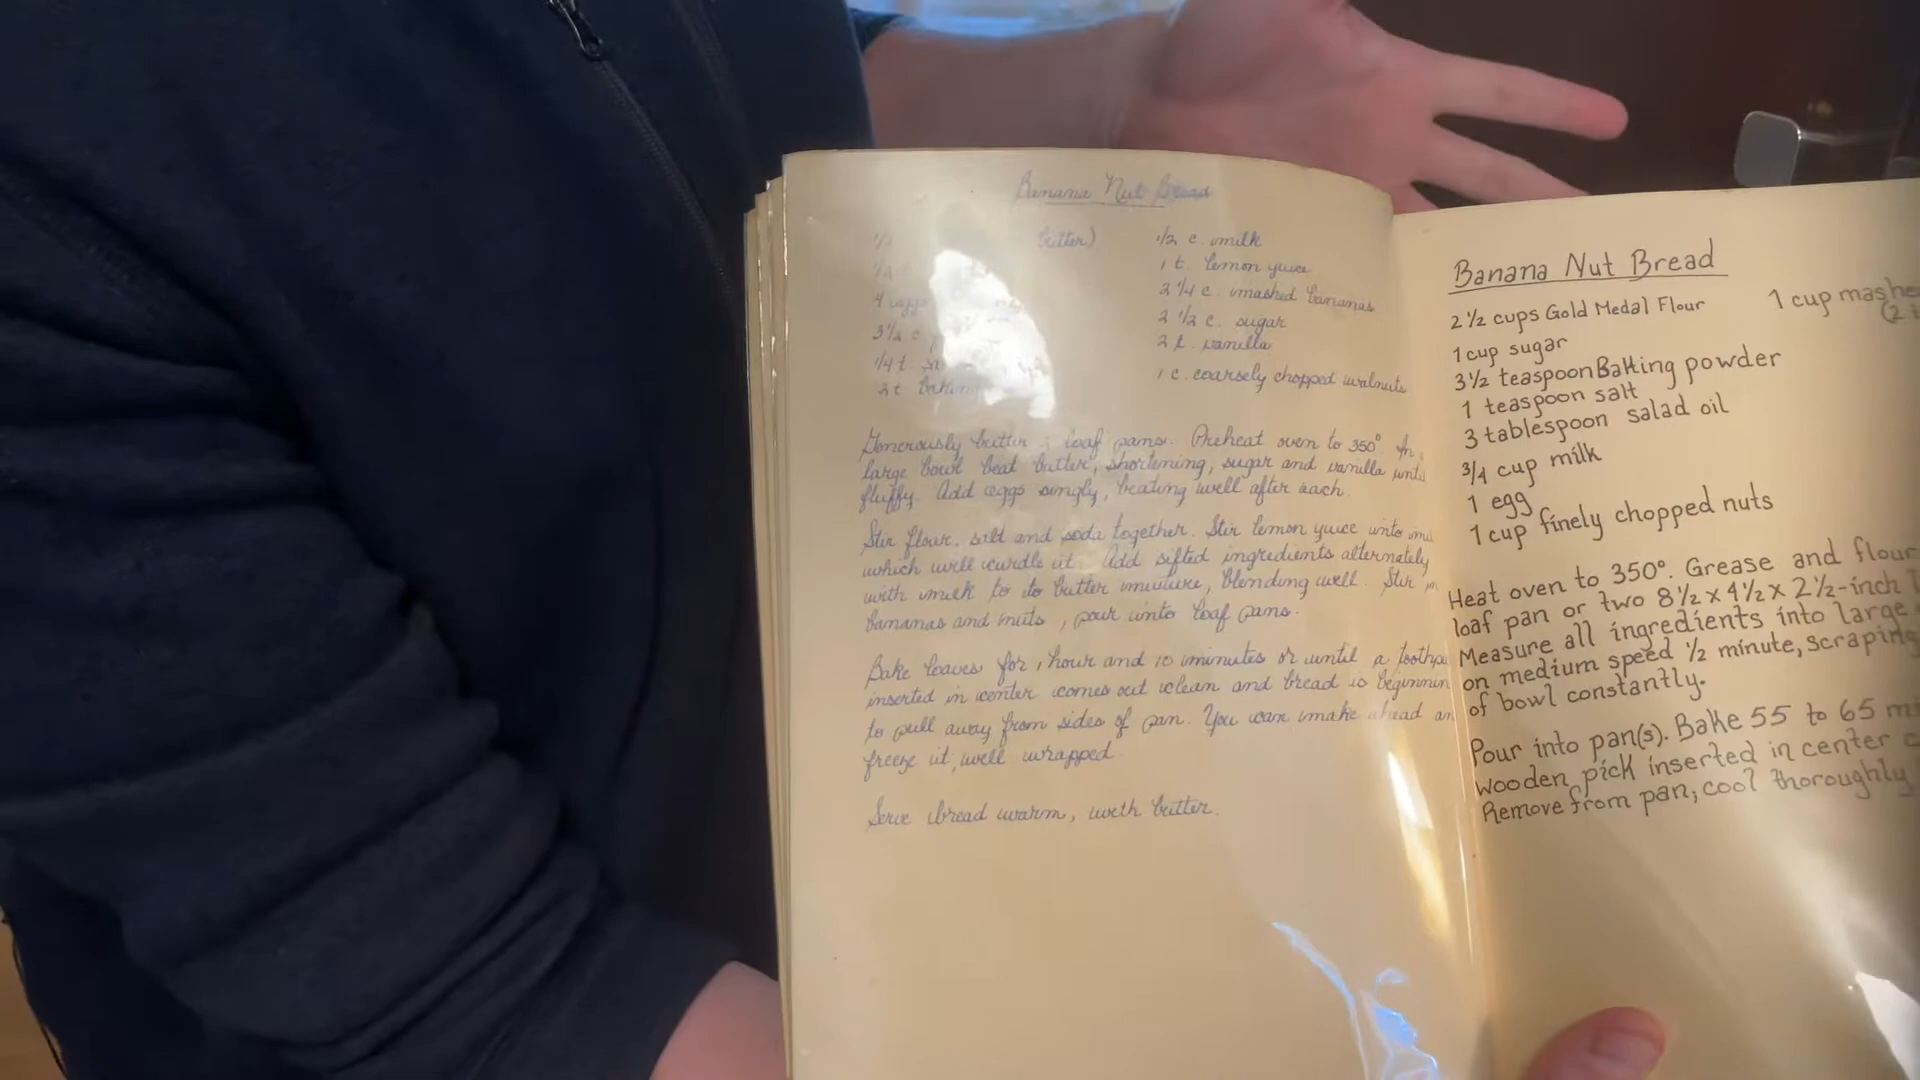 Banana Nut Bread
butter)
4 eggs
3 1/2 c
1/4 t.
2t baking
1/2 c. milk
1 t. lemon juice
2 1/4 c. mashed bananas
2 1/2 c. sugar
2 t. vanilla
1 c. coarsely chopped walnuts
Generously butter loaf pans. Preheat oven to 350° In
large bowl beat butter, shortening, sugar and vanilla until
fluffy. Add eggs singly, beating well after each.
Stir flour, salt and soda together. Stir lemon juice into
which will curdle it. Add sifted ingredients alternately
with milk to to butter mixture, blending well. Stir in
bananas and nuts, pour into loaf pans.
Bake loaves for 1 hour and 10 minutes or until a
inserted in center comes out clean and bread is
to pull away from sides of pan. You can make ahead
freeze it, well wrapped.
Serve bread warm, with butter.
Banana Nut Bread
2 1/2 cups Gold Medal Flour
1 cup sugar
3 1/2 teaspoon Baking powder
1 teaspoon salt
3 tablespoon salad oil
3/4 cup milk
1 egg
1 cup finely chopped nuts
1 cup
Heat oven to 350°. Grease and flour
loaf pan or two 8 1/2 x 4 1/2 x 2 1/2-inch
Measure all ingredients into large
on medium speed 1/2 minute, scraping
of bowl constantly.
Pour into pan(s). Bake 55 to 65
wooden pick inserted in center
Remove from pan; cool thoroughly